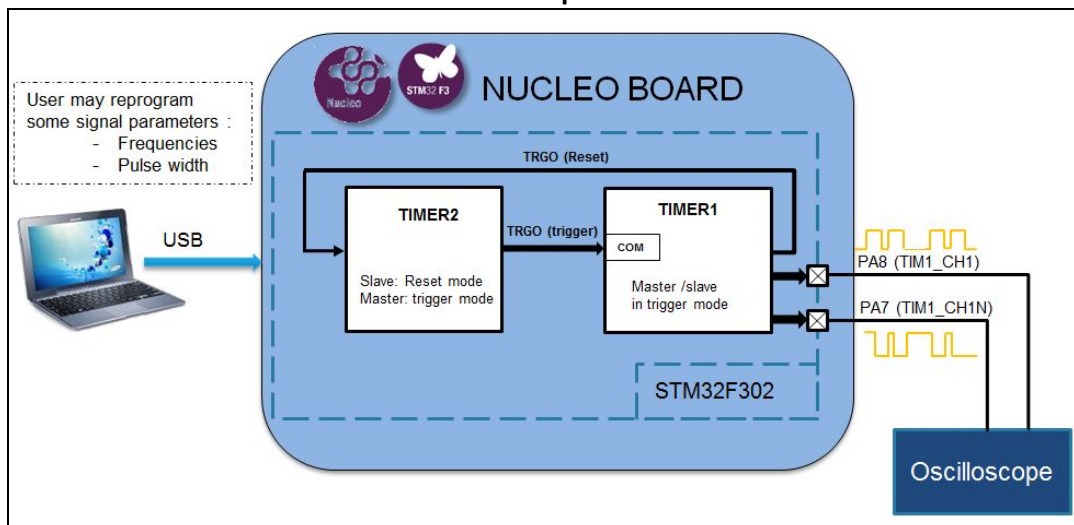 User may reprogram
some signal parameters :
- Frequencies
- Pulse width
USB
Nucleo
STM32 F3
NUCLEO BOARD
TRGO (Reset)
TIMER2
Slave: Reset mode
Master: trigger mode
TRGO (trigger)
TIMER1
COM
Master /slave
in trigger mode
PA8 (TIM1_CH1)
PA7 (TIM1_CH1N)
STM32F302
Oscilloscope